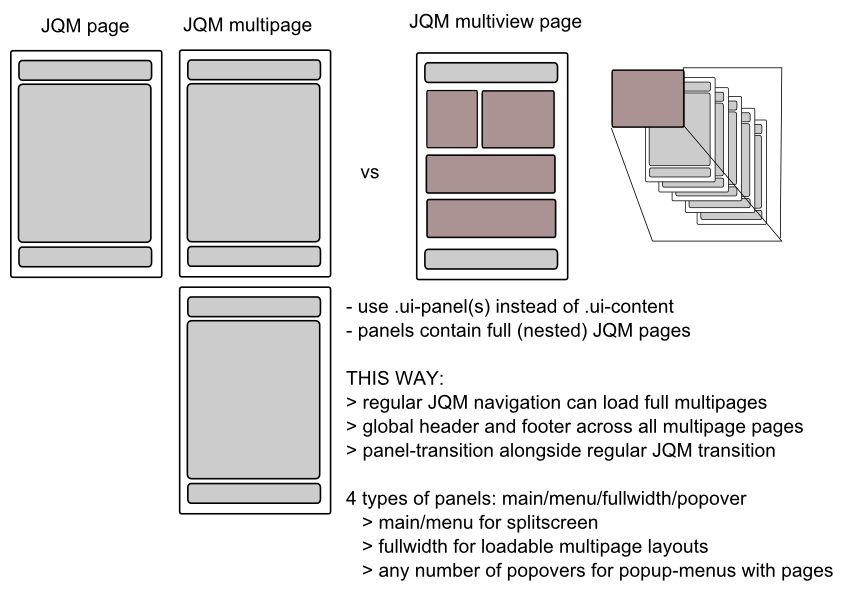 JQM page
JQM multipage
JQM multiview page
vs
- use .ui-panel(s) instead of .ui-content
- panels contain full (nested) JQM pages
THIS WAY:
> regular JQM navigation can load full multipages
> global header and footer across all multipage pages
> panel-transition alongside regular JQM transition
4 types of panels: main/menu/fullwidth/popover
> main/menu for splitscreen
> fullwidth for loadable multipage layouts
> any number of popovers for popup-menus with pages